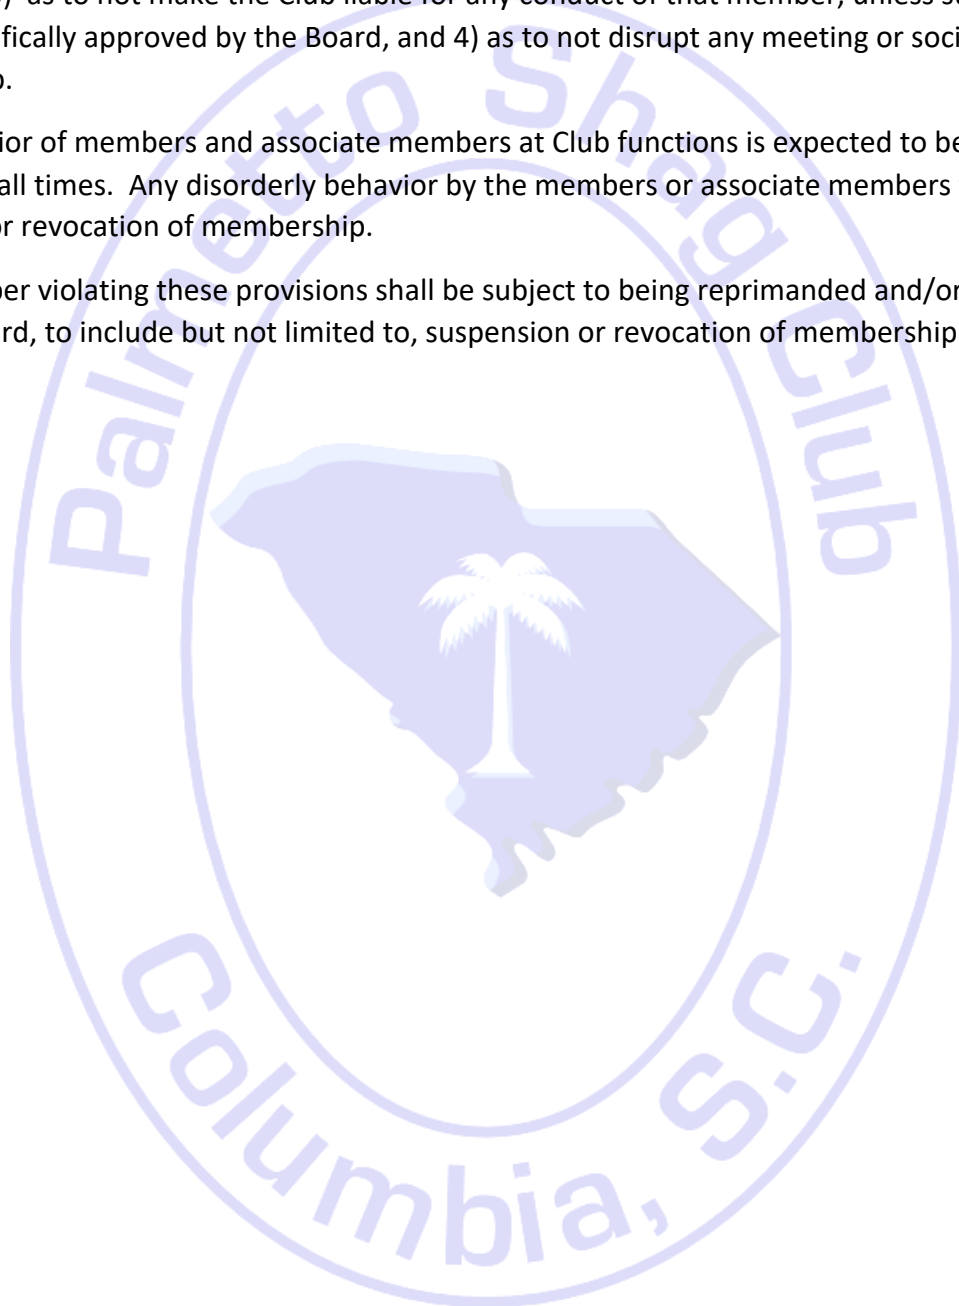 ) as to not make the Club liable for any conduct of that member, unless
fically approved by the Board, and 4) as to not disrupt any meeting or soci
ior of members and associate members at Club functions is expected to be
all times. Any disorderly behavior by the members or associate members
or revocation of membership.
ber violating these provisions shall be subject to being reprimanded and/or
ard, to include but not limited to, suspension or revocation of membership
Palmetto Shag Club
Columbia, S.C.